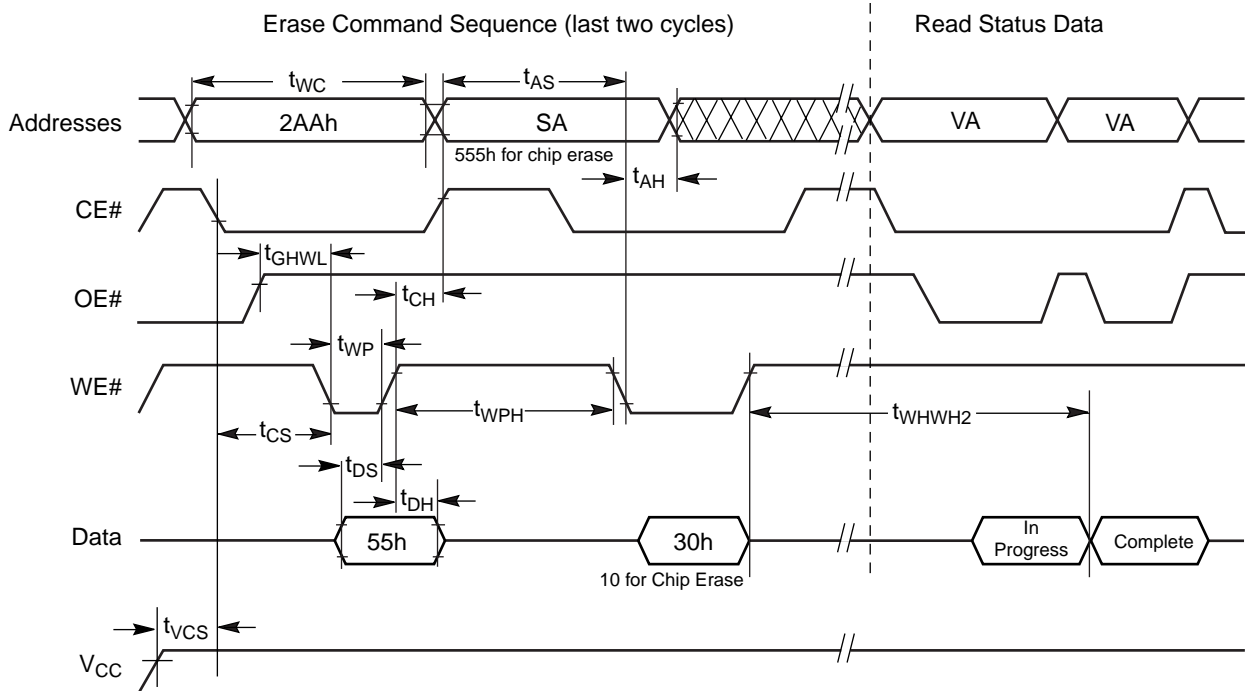 Erase Command Sequence (last two cycles)
Read Status Data
tWC
tAS
Addresses
2AAh
SA
VA
VA
555h for chip erase
tAH
CE#
tGHWL
OE#
tCH
tWP
WE#
tWPH
tWHWH2
tCS
tDS
tDH
Data
55h
30h
In
Progress
Complete
10 for Chip Erase
tVCS
VCC